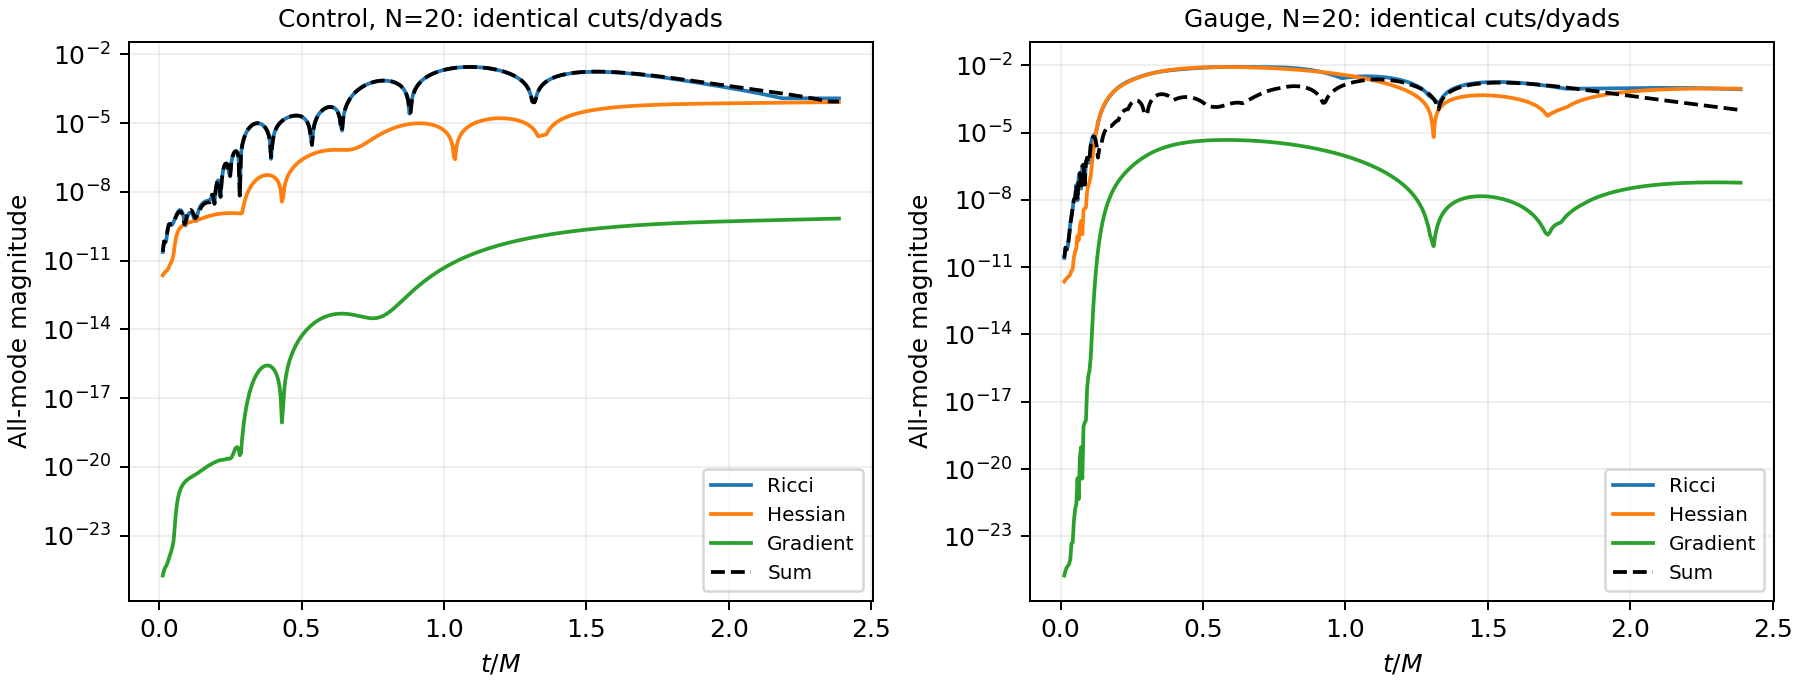 Control, N=20: identical cuts/dyads
All-mode magnitude
10^-2
10^-5
10^-8
10^-11
10^-14
10^-17
10^-20
10^-23
Ricci
Hessian
Gradient
Sum
0.0 0.5 1.0 1.5 2.0 2.5
t/M
Gauge, N=20: identical cuts/dyads
All-mode magnitude
10^-2
10^-5
10^-8
10^-11
10^-14
10^-17
10^-20
10^-23
Ricci
Hessian
Gradient
Sum
0.0 0.5 1.0 1.5 2.0 2.5
t/M